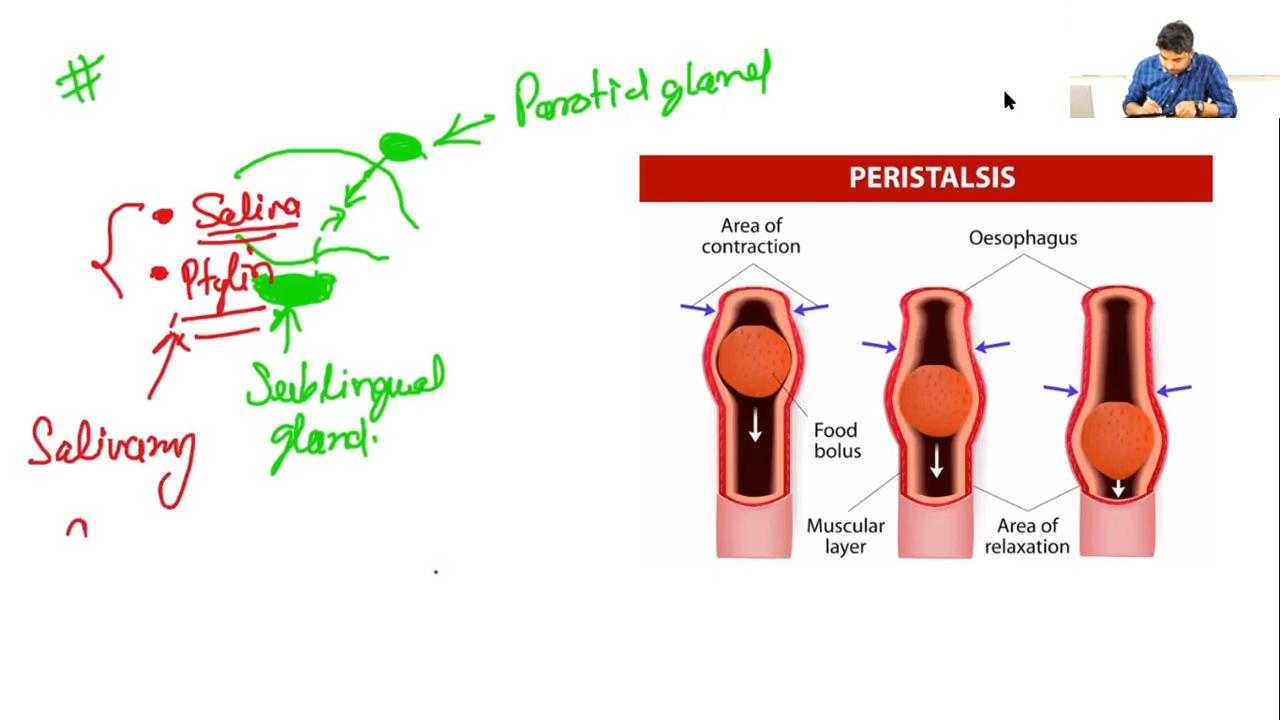 #
Parotid gland
Saliva
Ptylin
Sublingual
gland.
Salivary
PERISTALSIS
Area of
contraction
Oesophagus
Food
bolus
Muscular
layer
Area of
relaxation